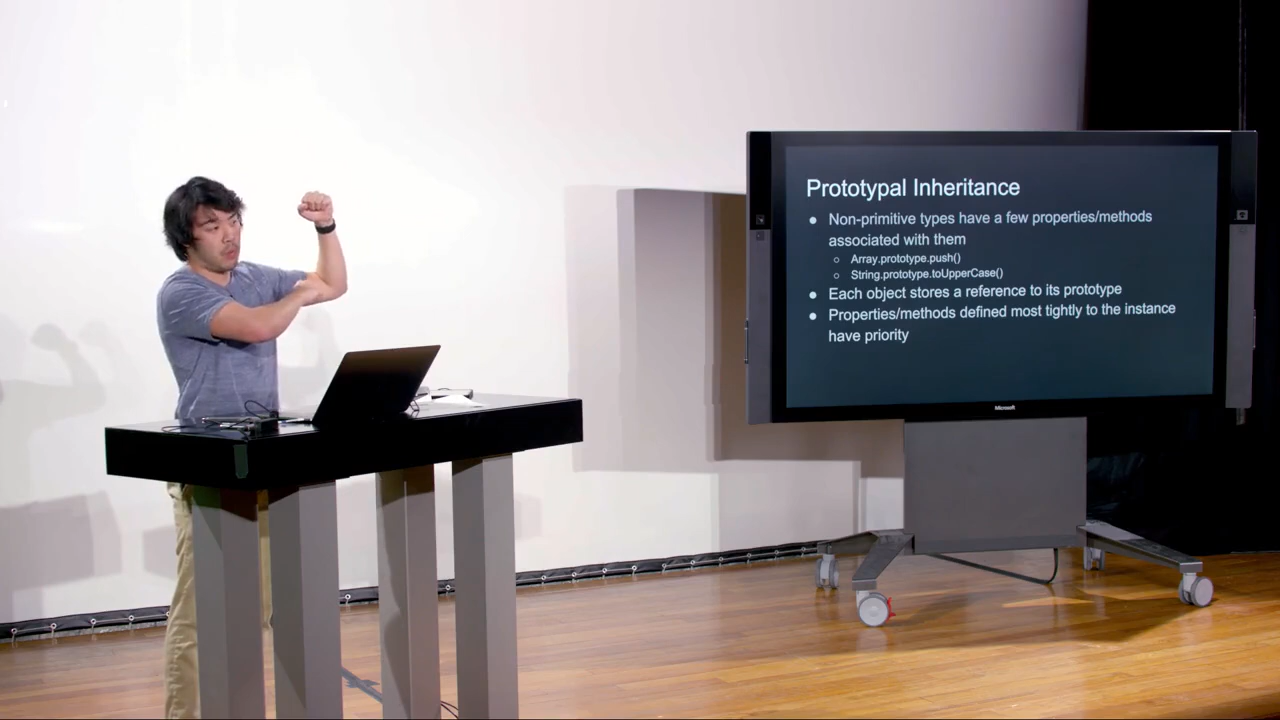 Prototypal Inheritance
● Non-primitive types have a few properties/methods
associated with them
○ Array.prototype.push()
○ String.prototype.toUpperCase()
● Each object stores a reference to its prototype
● Properties/methods defined most tightly to the instance
have priority
Microsoft